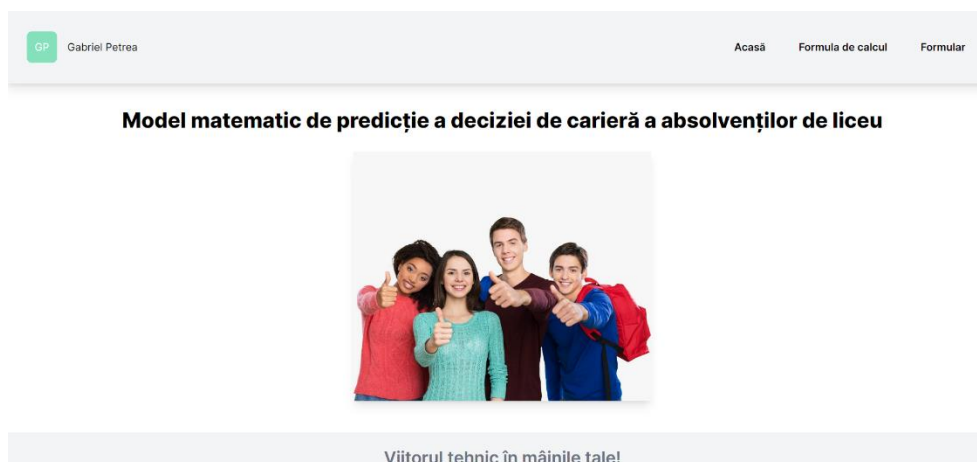 GP Gabriel Petrea Acasă Formula de calcul Formular
Model matematic de predicție a deciziei de carieră a absolvenților de liceu
Viitorul tehnic în mâinile tale!